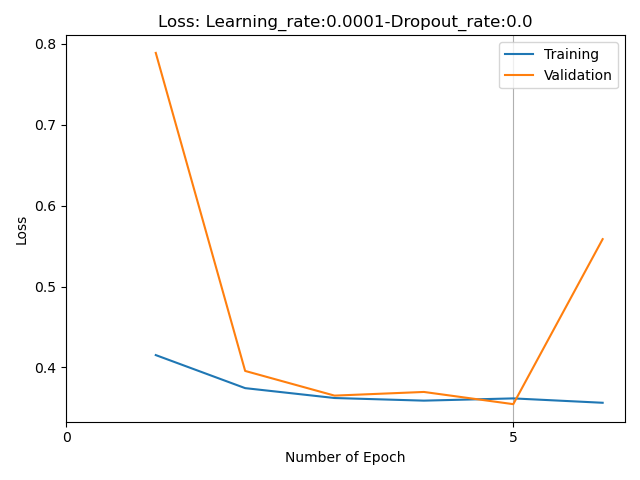 Loss: Learning_rate:0.0001-Dropout_rate:0.0
Training
Validation
0.8
0.7
0.6
0.5
0.4
Loss
0
5
Number of Epoch